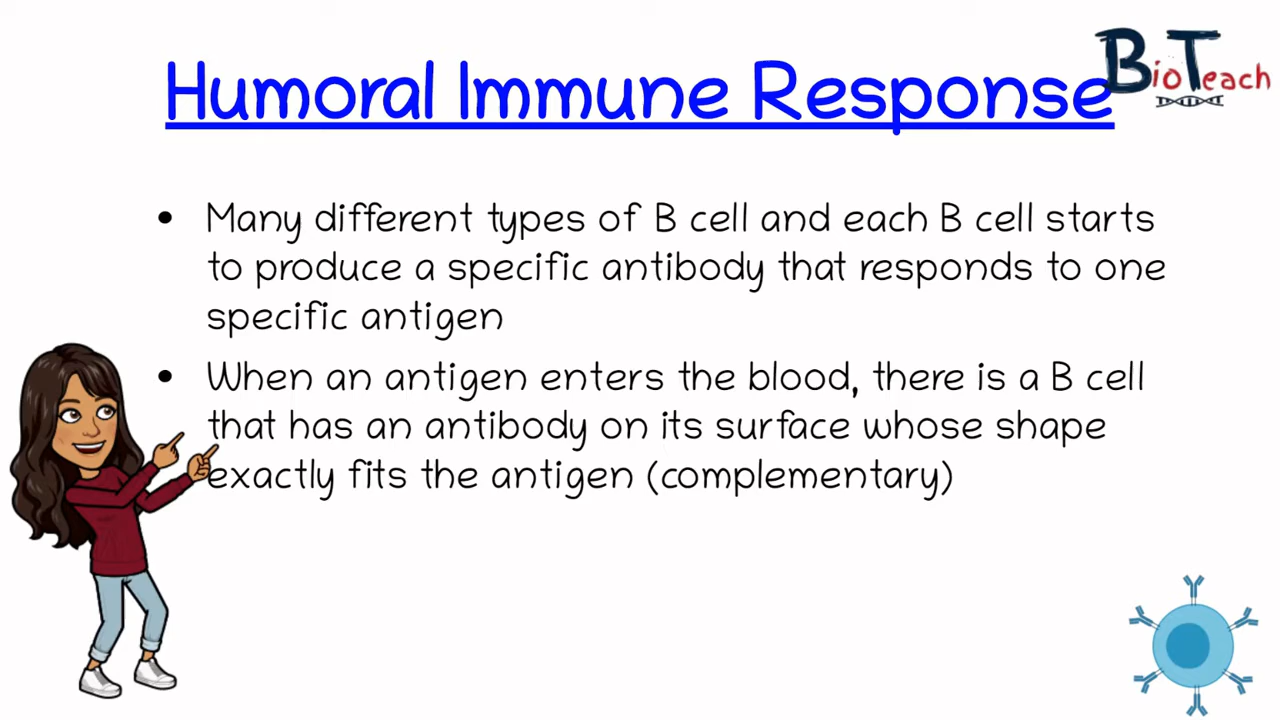 Humoral Immune Response
BioTeach
• Many different types of B cell and each B cell starts
to produce a specific antibody that responds to one
specific antigen
• When an antigen enters the blood, there is a B cell
that has an antibody on its surface whose shape
exactly fits the antigen (complementary)